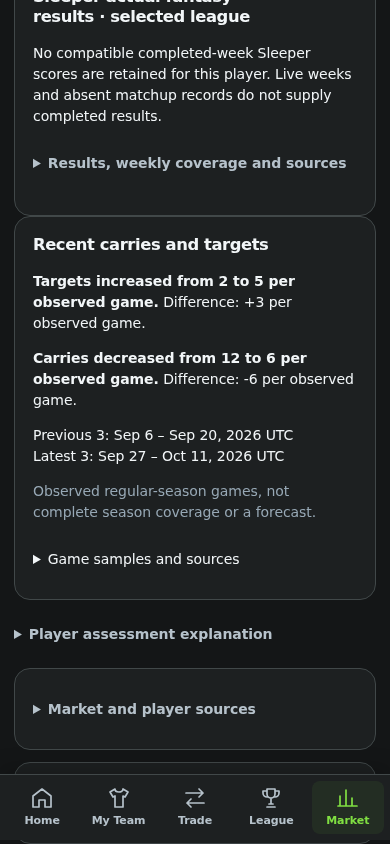 Sleeper actual fantasy
results · selected league
No compatible completed-week Sleeper
scores are retained for this player. Live weeks
and absent matchup records do not supply
completed results.
Results, weekly coverage and sources
Recent carries and targets
Targets increased from 2 to 5 per
observed game. Difference: +3 per
observed game.
Carries decreased from 12 to 6 per
observed game. Difference: -6 per observed
game.
Previous 3: Sep 6 – Sep 20, 2026 UTC
Latest 3: Sep 27 – Oct 11, 2026 UTC
Observed regular-season games, not
complete season coverage or a forecast.
Game samples and sources
Player assessment explanation
Market and player sources
Home My Team Trade League Market